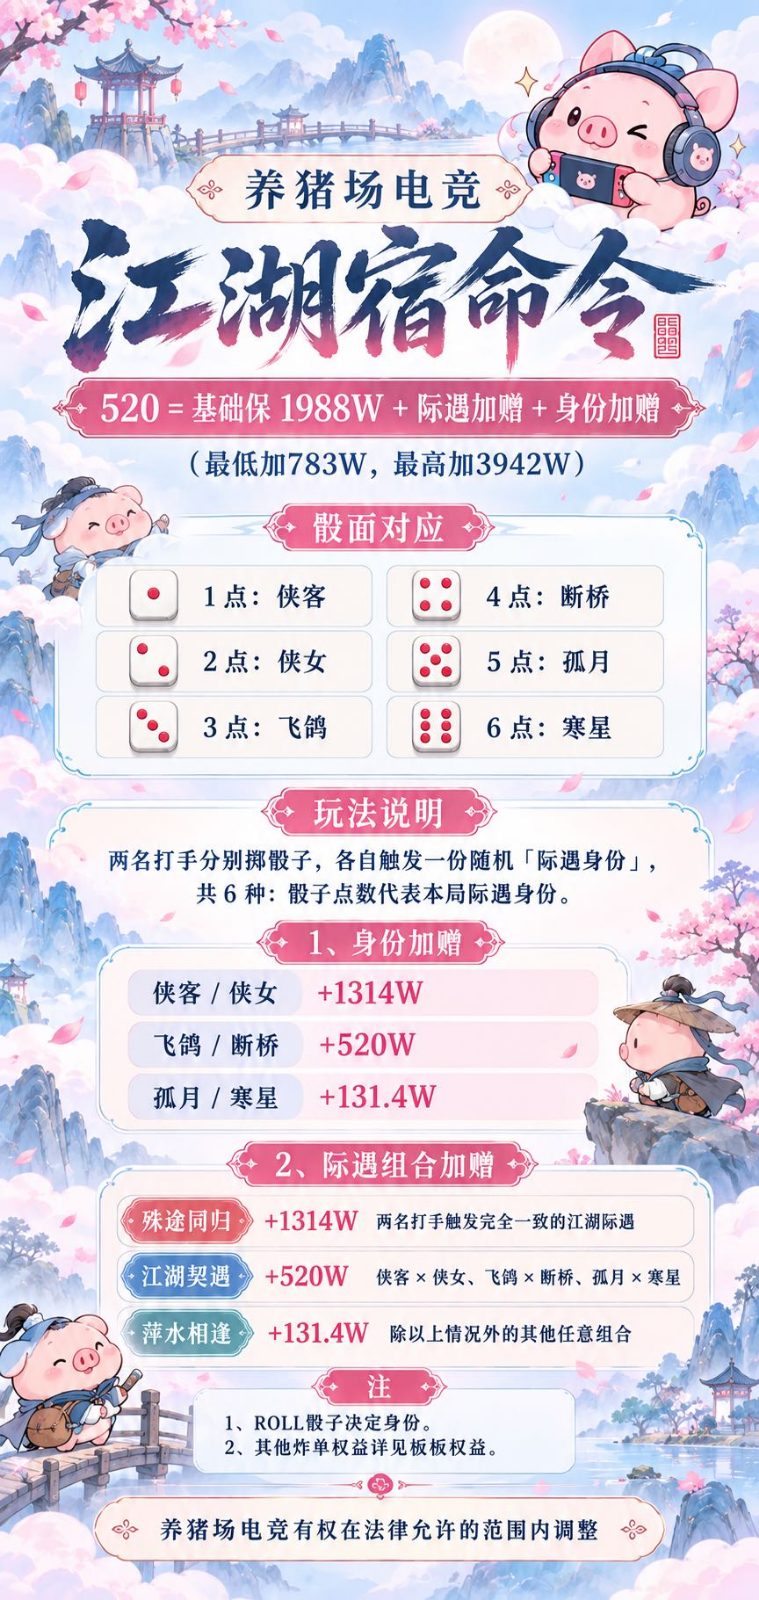 养猪场电竞
江湖宿命令
520 = 基础保 1988W + 际遇加赠 + 身份加赠
（最低加783W，最高加3942W）
骰面对应
1 点：侠客
4 点：断桥
2 点：侠女
5 点：孤月
3 点：飞鸽
6 点：寒星
玩法说明
两名打手分别掷骰子，各自触发一份随机「际遇身份」，
共 6 种：骰子点数代表本局际遇身份。
1、身份加赠
侠客 / 侠女 +1314W
飞鸽 / 断桥 +520W
孤月 / 寒星 +131.4W
2、际遇组合加赠
殊途同归 +1314W 两名打手触发完全一致的江湖际遇
江湖契遇 +520W 侠客 × 侠女、飞鸽 × 断桥、孤月 × 寒星
萍水相逢 +131.4W 除以上情况外的其他任意组合
注
1、ROLL骰子决定身份。
2、其他炸单权益详见板板权益。
养猪场电竞有权在法律允许的范围内调整